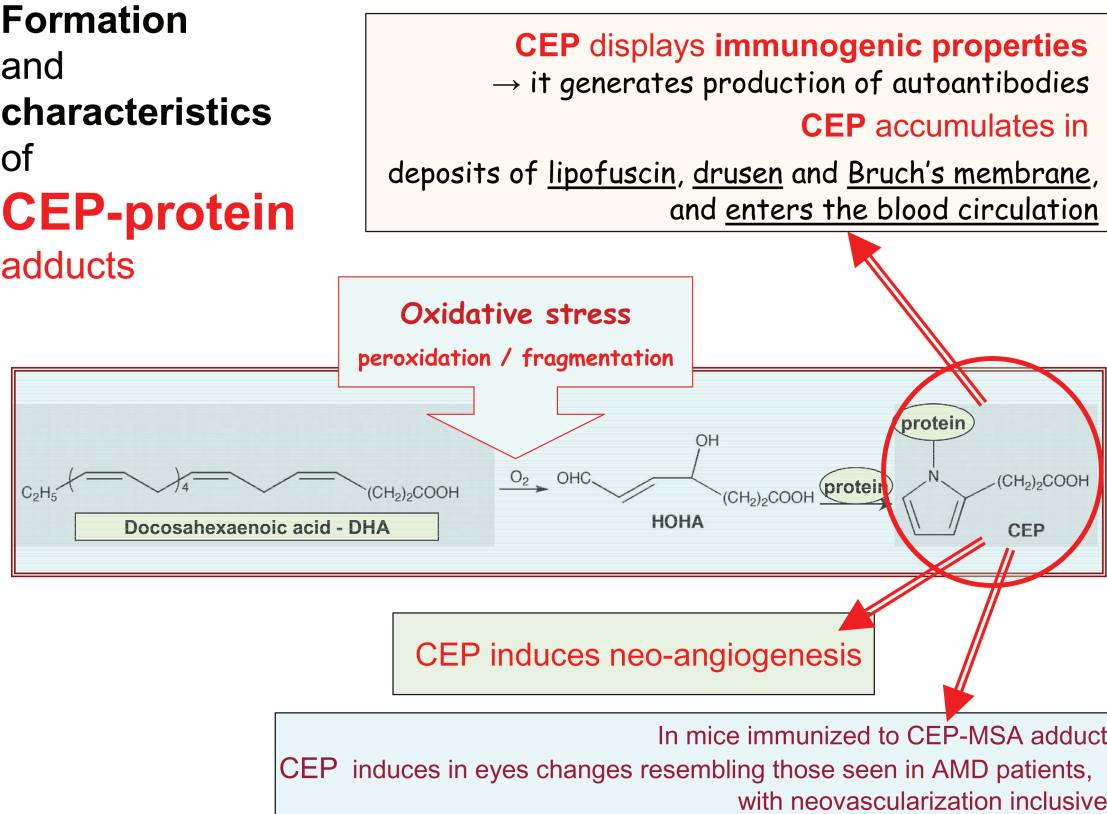 Formation
and
characteristics
of
CEP-protein
adducts
CEP displays immunogenic properties
→ it generates production of autoantibodies
CEP accumulates in
deposits of lipofuscin, drusen and Bruch's membrane,
and enters the blood circulation
Oxidative stress
peroxidation / fragmentation
C₂H₅
4
(CH₂)₂COOH
Docosahexaenoic acid - DHA
O₂
OHC
OH
(CH₂)₂COOH
HOHA
protein
protein
N
(CH₂)₂COOH
CEP
CEP induces neo-angiogenesis
In mice immunized to CEP-MSA adduct
CEP induces in eyes changes resembling those seen in AMD patients,
with neovascularization inclusive